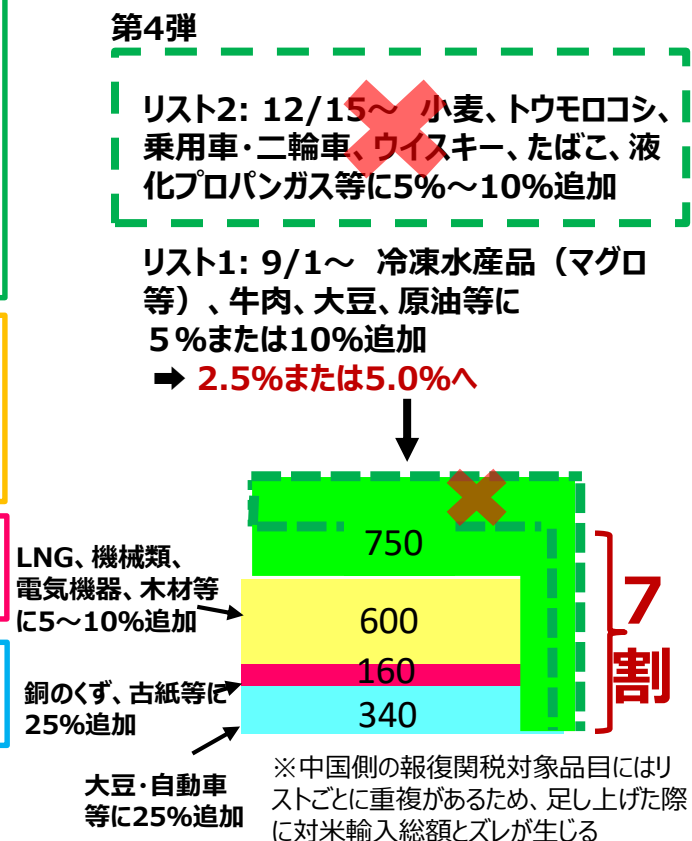 第4弾
リスト2: 12/15～ 小麦、トウモロコシ、
乗用車・二輪車、ウイスキー、たばこ、液
化プロパンガス等に5%～10%追加
リスト1: 9/1～ 冷凍水産品（マグロ
等）、牛肉、大豆、原油等に
５%または10%追加
➡ 2.5%または5.0%へ
750
LNG、機械類、
電気機器、木材等
に5～10%追加
600
7
割
160
銅のくず、古紙等に
25%追加
340
大豆・自動車
等に25%追加
※中国側の報復関税対象品目にはリ
ストごとに重複があるため、足し上げた際
に対米輸入総額とズレが生じる